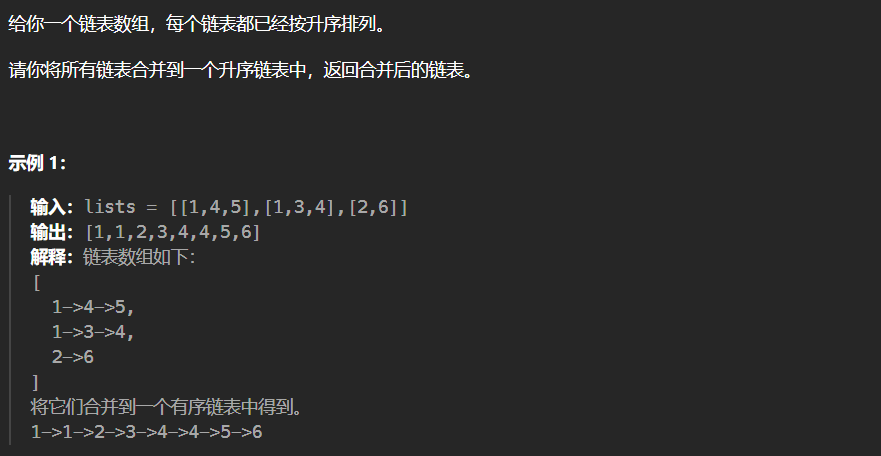 给你一个链表数组，每个链表都已经按升序排列。
请你将所有链表合并到一个升序链表中，返回合并后的链表。
示例 1：
输入：lists = [[1,4,5],[1,3,4],[2,6]]
输出：[1,1,2,3,4,4,5,6]
解释：链表数组如下：
[
  1->4->5,
  1->3->4,
  2->6
]
将它们合并到一个有序链表中得到。
1->1->2->3->4->4->5->6